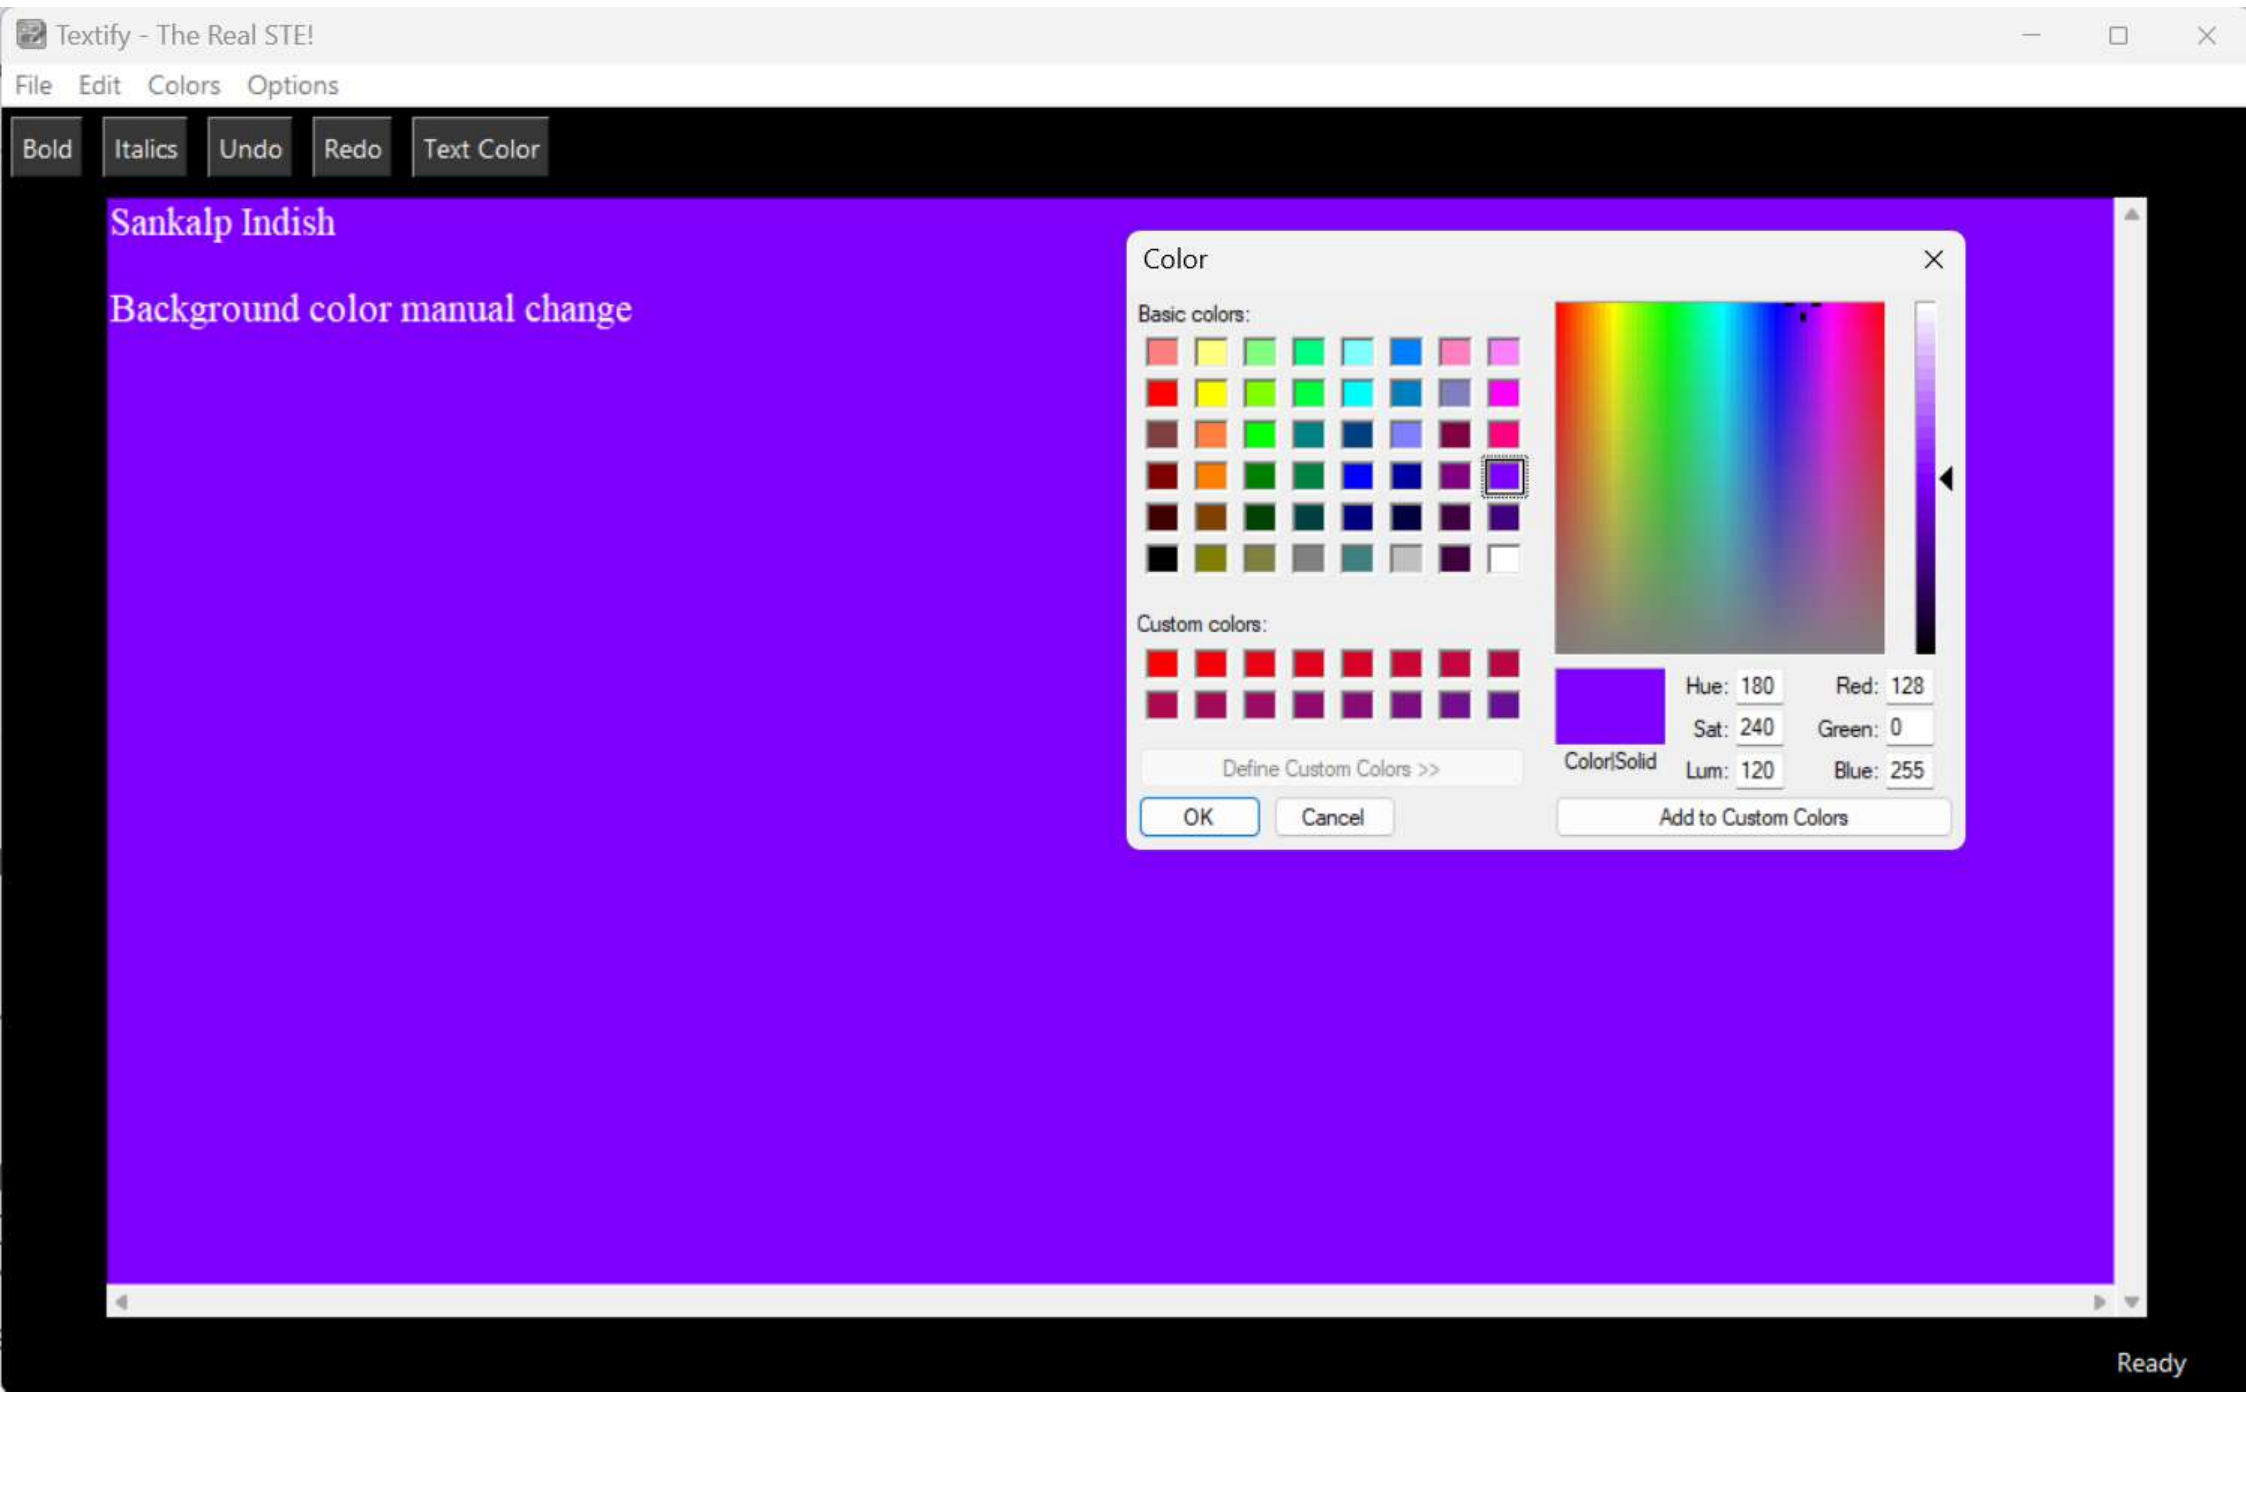 Textify - The Real STE!
File Edit Colors Options
Bold Italics Undo Redo Text Color
Sankalp Indish
Background color manual change
Color
Basic colors:
Custom colors:
Define Custom Colors >>
OK Cancel
Color|Solid
Hue: 180 Red: 128
Sat: 240 Green: 0
Lum: 120 Blue: 255
Add to Custom Colors
Ready